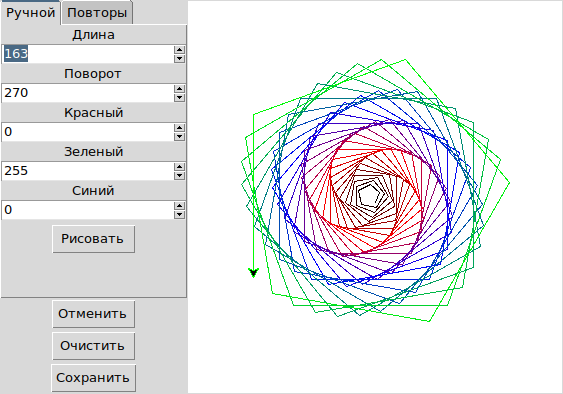 Ручной Повторы
Длина
163
Поворот
270
Красный
0
Зеленый
255
Синий
0
Рисовать
Отменить
Очистить
Сохранить